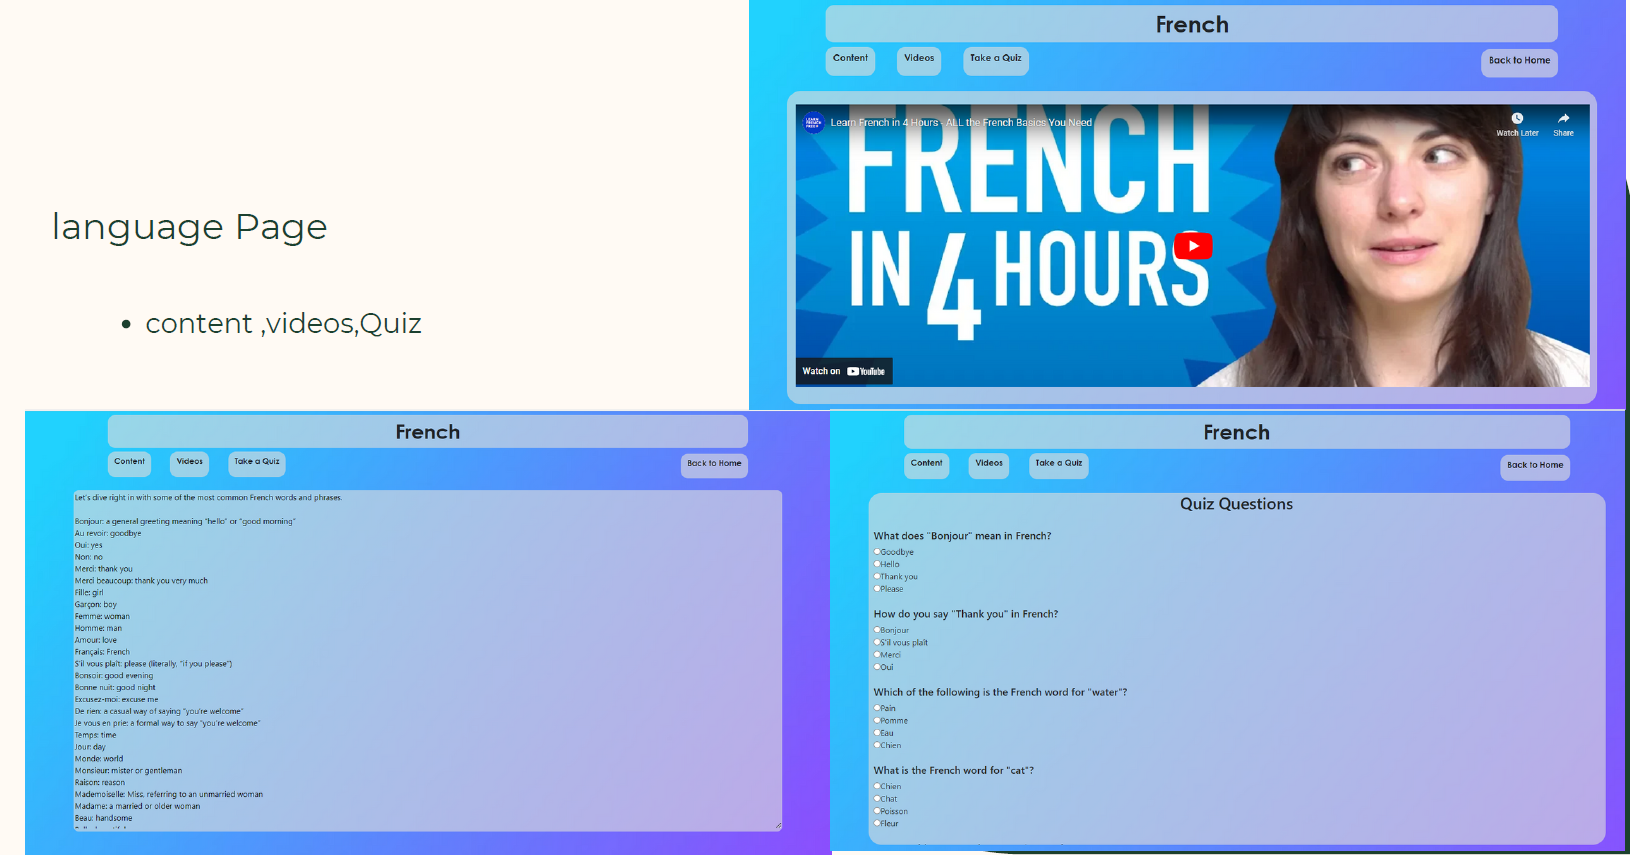 language Page
• content ,videos,Quiz
French
Content Videos Take a Quiz Back to Home
Learn French in 4 Hours - ALL the French Basics You Need
Watch Later Share
FRENCH
IN 4 HOURS
Watch on YouTube
French
Content Videos Take a Quiz Back to Home
Let's dive right in with some of the most common French words and phrases.
Bonjour: a general greeting meaning "hello" or "good morning"
Au revoir: goodbye
Oui: yes
Non: no
Merci: thank you
Merci beaucoup: thank you very much
Fille: girl
Garçon: boy
Femme: woman
Homme: man
Amour: love
Français: French
S'il vous plaît: please (literally, "if you please")
Bonsoir: good evening
Bonne nuit: good night
Excusez-moi: excuse me
De rien: a casual way of saying "you're welcome"
Je vous en prie: a formal way to say "you're welcome"
Temps: time
Jour: day
Monde: world
Monsieur: mister or gentleman
Raison: reason
Mademoiselle: Miss, referring to an unmarried woman
Madame: a married or older woman
Beau: handsome
French
Content Videos Take a Quiz Back to Home
Quiz Questions
What does "Bonjour" mean in French?
Goodbye
Hello
Thank you
Please
How do you say "Thank you" in French?
Bonjour
S'il vous plaît
Merci
Oui
Which of the following is the French word for "water"?
Pain
Pomme
Eau
Chien
What is the French word for "cat"?
Chien
Chat
Poisson
Fleur